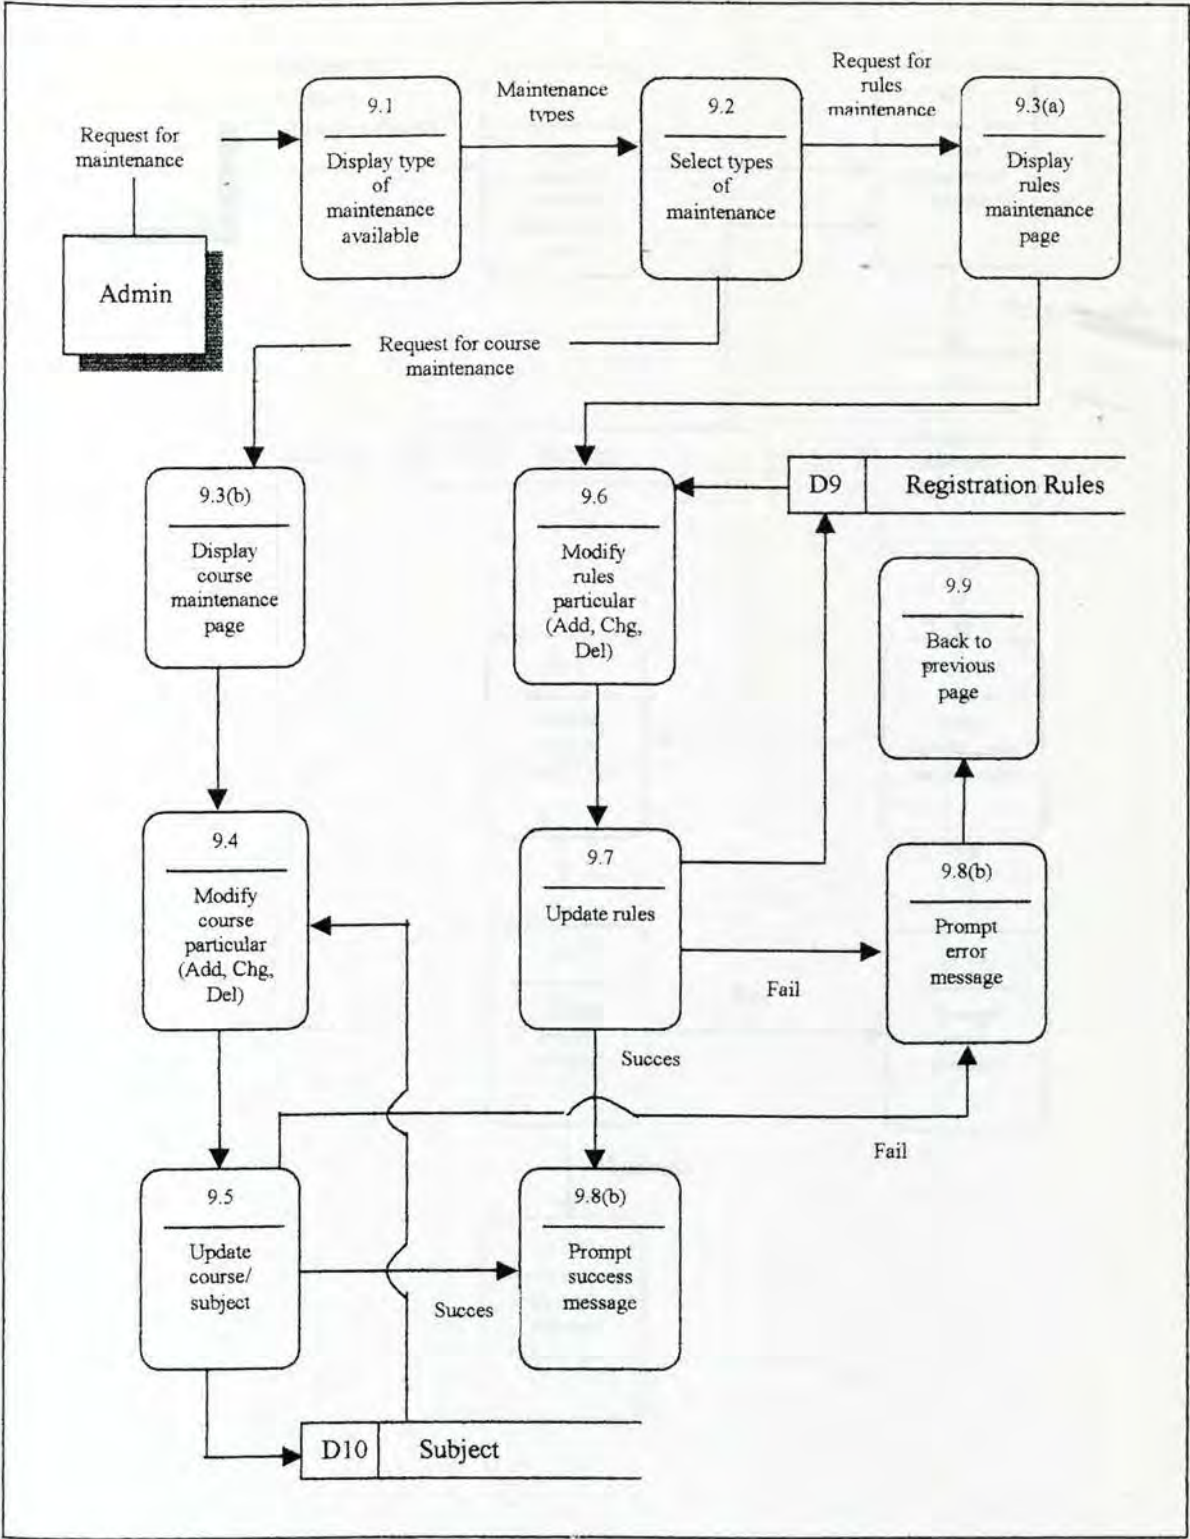 Request for
maintenance
Admin
9.1
Display type
of
maintenance
available
Maintenance
types
9.2
Select types
of
maintenance
Request for
rules
maintenance
9.3(a)
Display
rules
maintenance
page
Request for course
maintenance
9.3(b)
Display
course
maintenance
page
9.6
Modify
rules
particular
(Add, Chg,
Del)
D9
Registration Rules
9.9
Back to
previous
page
9.4
Modify
course
particular
(Add, Chg,
Del)
9.7
Update rules
9.8(b)
Prompt
error
message
Fail
Succes
Fail
9.5
Update
course/
subject
Succes
9.8(b)
Prompt
success
message
D10
Subject